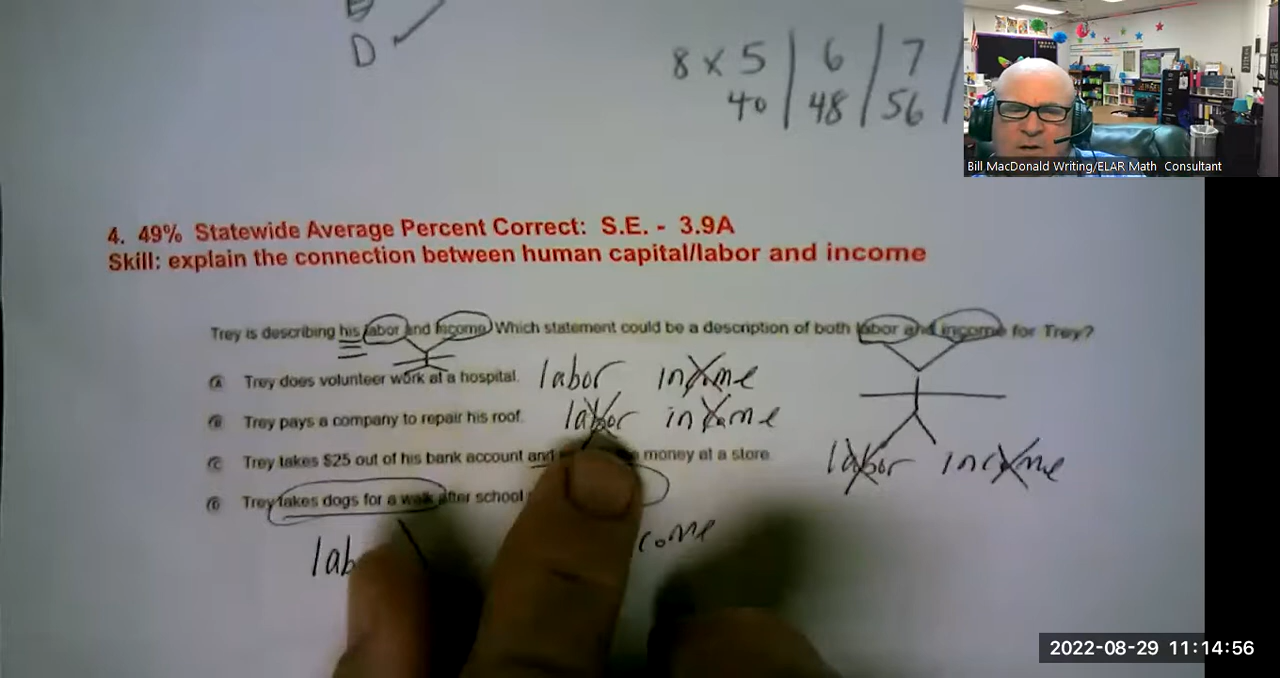 D ✓
8 x 5 | 6 | 7 |
40 | 48 | 56 |
Bill MacDonald Writing/ELAR Math Consultant
4. 49% Statewide Average Percent Correct: S.E. - 3.9A
Skill: explain the connection between human capital/labor and income
Trey is describing his labor and income. Which statement could be a description of both labor and income for Trey?
A Trey does volunteer work at a hospital. labor income
B Trey pays a company to repair his roof. labor income
C Trey takes $25 out of his bank account and money at a store.
labor income
D Trey takes dogs for a walk after school
lab come
2022-08-29 11:14:56